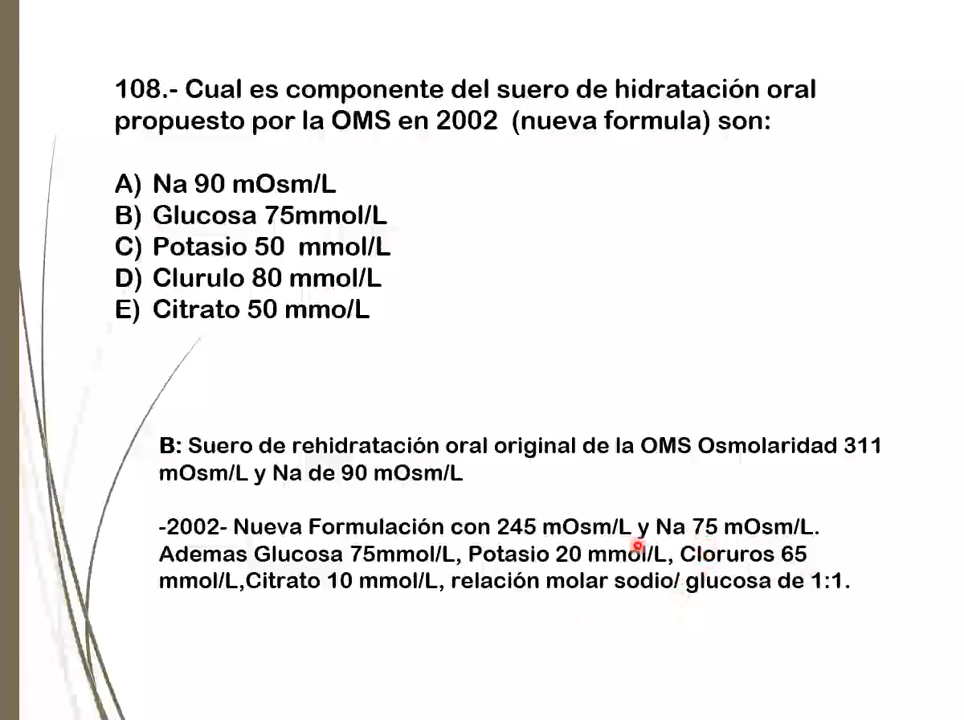 108.- Cual es componente del suero de hidratación oral
propuesto por la OMS en 2002 (nueva formula) son:
A) Na 90 mOsm/L
B) Glucosa 75mmol/L
C) Potasio 50 mmol/L
D) Clurulo 80 mmol/L
E) Citrato 50 mmo/L
B: Suero de rehidratación oral original de la OMS Osmolaridad 311
mOsm/L y Na de 90 mOsm/L
-2002- Nueva Formulación con 245 mOsm/L y Na 75 mOsm/L.
Ademas Glucosa 75mmol/L, Potasio 20 mmol/L, Cloruros 65
mmol/L,Citrato 10 mmol/L, relación molar sodio/ glucosa de 1:1.